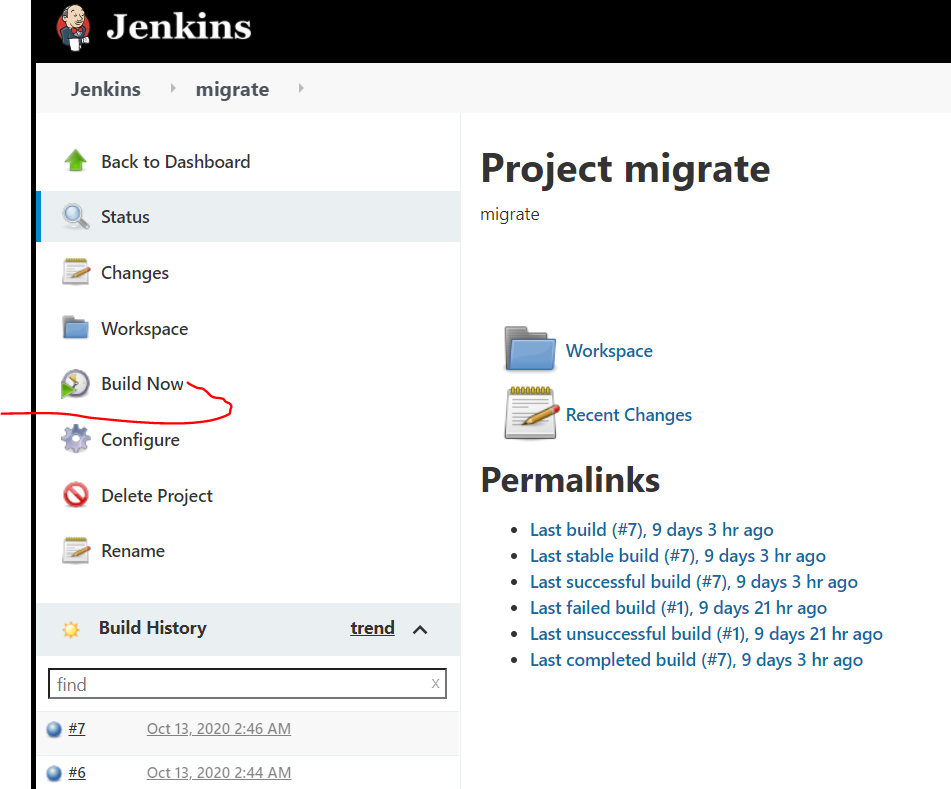 Jenkins
Jenkins migrate
Back to Dashboard
Status
Changes
Workspace
Build Now
Configure
Delete Project
Rename
Build History trend
find x
#7 Oct 13, 2020 2:46 AM
#6 Oct 13, 2020 2:44 AM
Project migrate
migrate
Workspace
Recent Changes
Permalinks
Last build (#7), 9 days 3 hr ago
Last stable build (#7), 9 days 3 hr ago
Last successful build (#7), 9 days 3 hr ago
Last failed build (#1), 9 days 21 hr ago
Last unsuccessful build (#1), 9 days 21 hr ago
Last completed build (#7), 9 days 3 hr ago